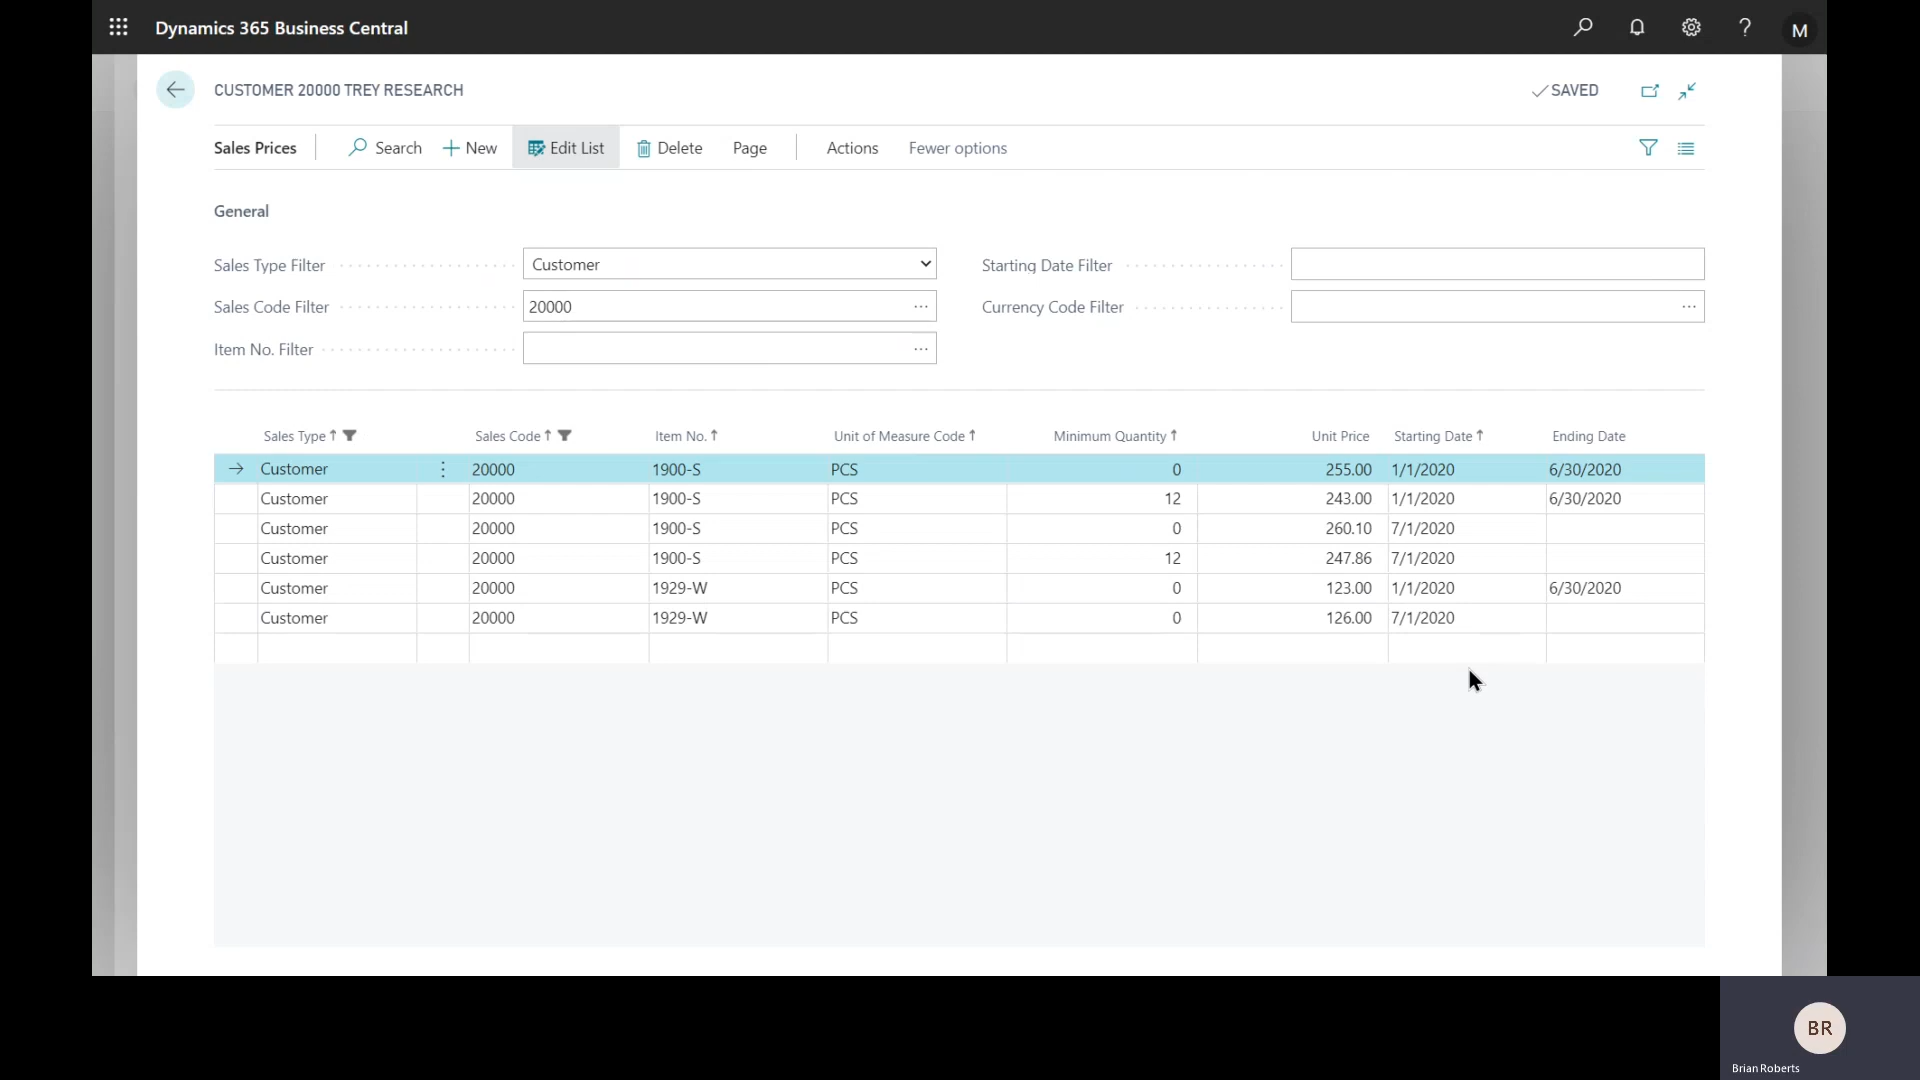 Dynamics 365 Business Central
?
M
CUSTOMER 20000 TREY RESEARCH
SAVED
Sales Prices Search New Edit List Delete Page Actions Fewer options
General
Sales Type Filter Customer Starting Date Filter
Sales Code Filter 20000 ... Currency Code Filter ...
Item No. Filter ...
Sales Type Sales Code Item No. Unit of Measure Code Minimum Quantity Unit Price Starting Date Ending Date
Customer 20000 1900-S PCS 0 255.00 1/1/2020 6/30/2020
Customer 20000 1900-S PCS 12 243.00 1/1/2020 6/30/2020
Customer 20000 1900-S PCS 0 260.10 7/1/2020
Customer 20000 1900-S PCS 12 247.86 7/1/2020
Customer 20000 1929-W PCS 0 123.00 1/1/2020 6/30/2020
Customer 20000 1929-W PCS 0 126.00 7/1/2020
BR
Brian Roberts